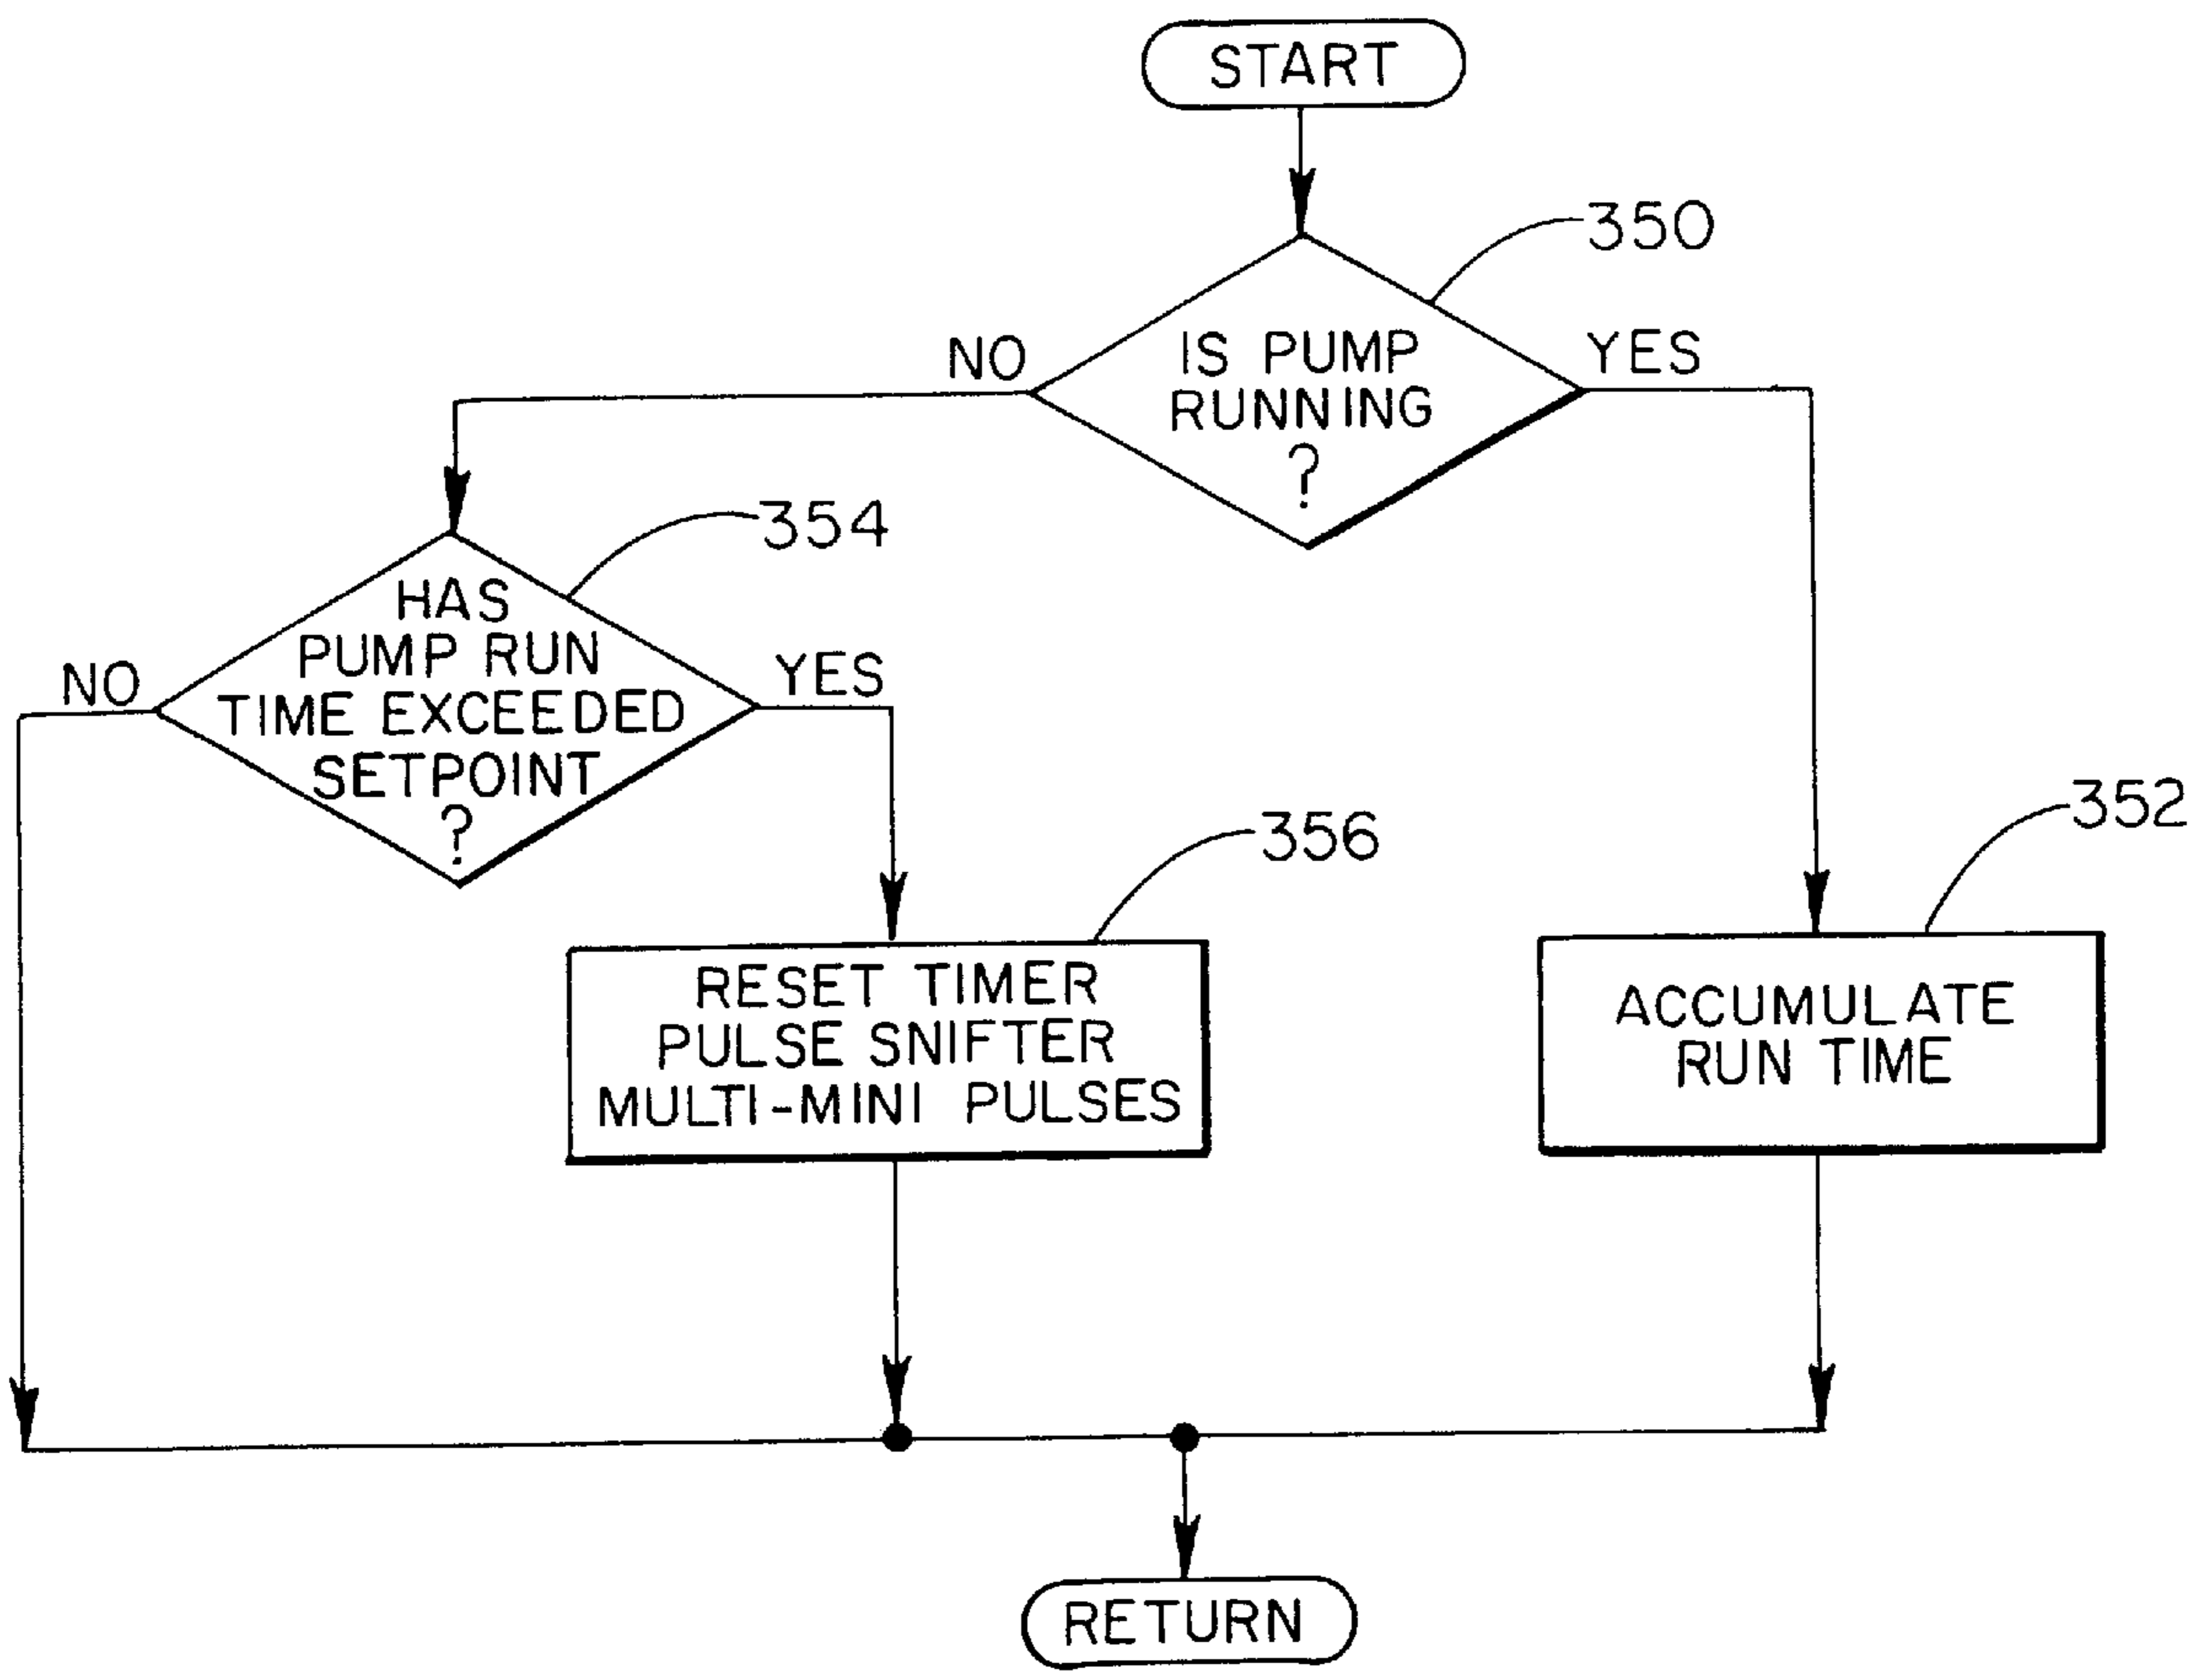 START
350
IS PUMP
RUNNING
?
NO
YES
354
HAS
PUMP RUN
TIME EXCEEDED
SETPOINT
?
NO
YES
356
352
RESET TIMER
PULSE SNIFTER
MULTI-MINI PULSES
ACCUMULATE
RUN TIME
RETURN